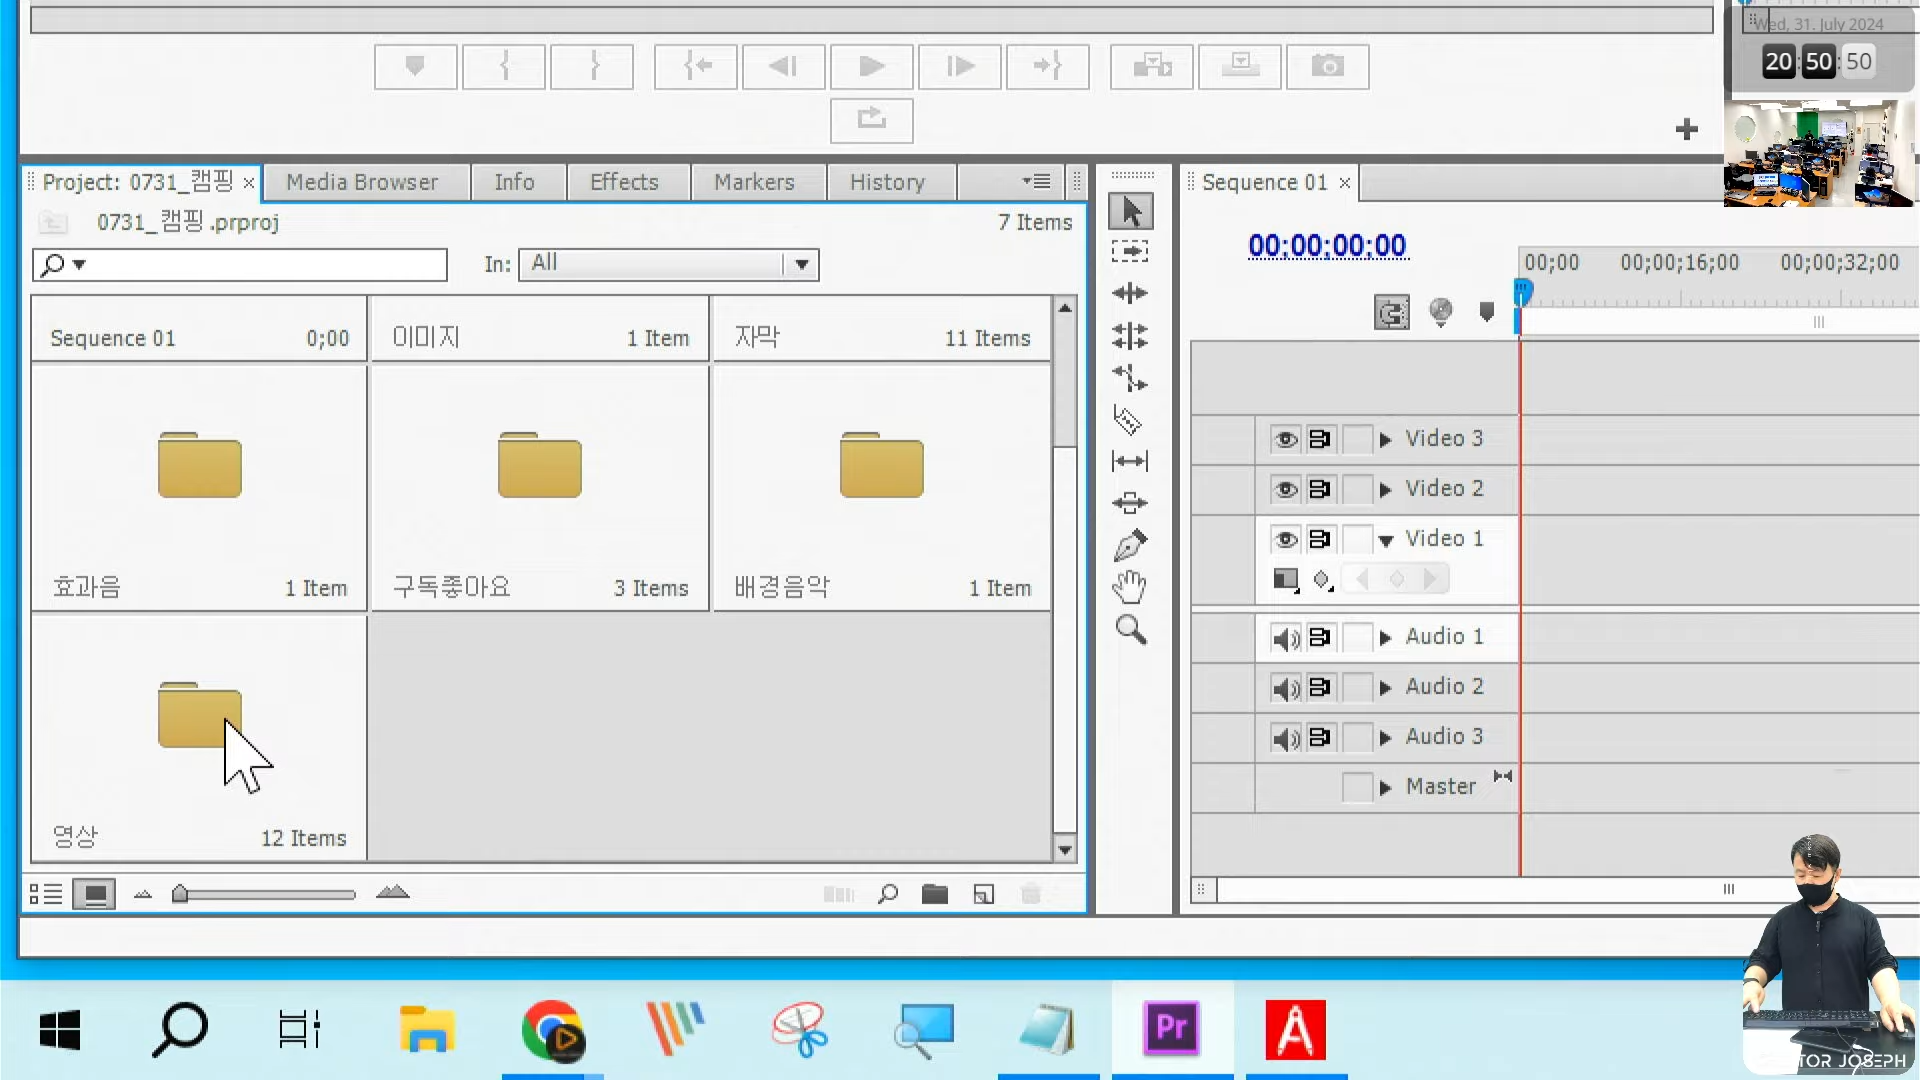 Wed, 31. July 2024
20:50:50
Project: 0731_캠핑 ×
Media Browser
Info
Effects
Markers
History
Sequence 01 ×
0731_캠핑.prproj
7 Items
In: All
00;00;00;00
00;00
00;00;16;00
00;00;32;00
Sequence 01
0;00
이미지
1 Item
자막
11 Items
효과음
1 Item
구독좋아요
3 Items
배경음악
1 Item
영상
12 Items
Video 3
Video 2
Video 1
Audio 1
Audio 2
Audio 3
Master
Pr
TOR JOSEPH